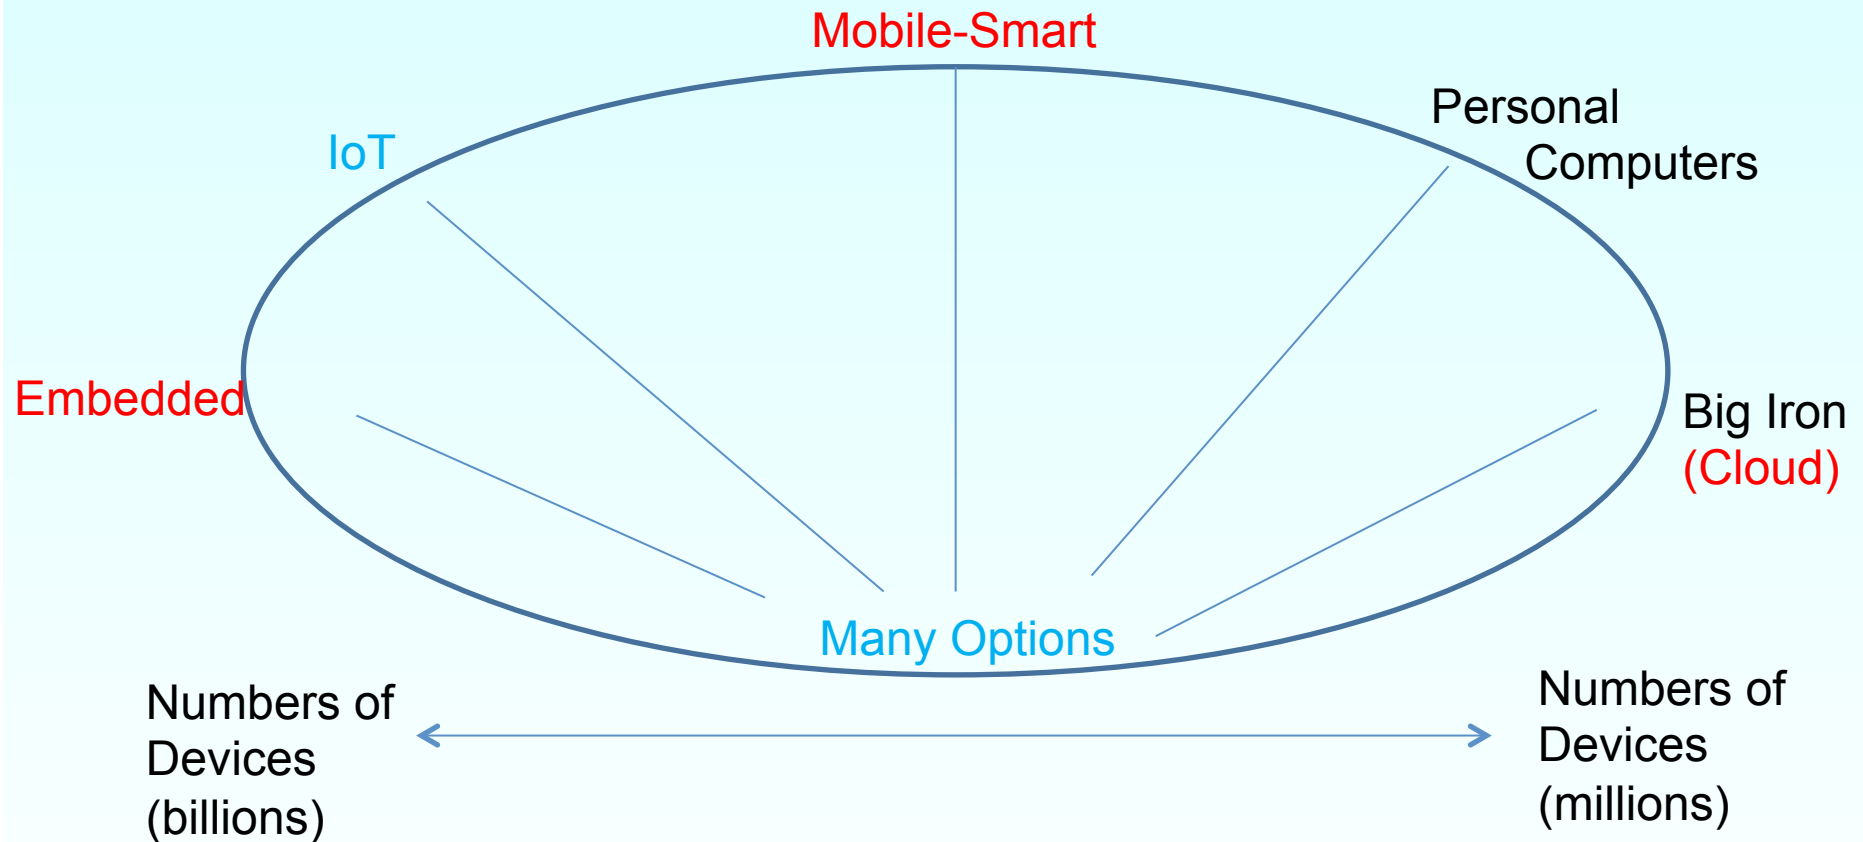 Mobile-Smart
Personal
Computers
IoT
Embedded
Big Iron
(Cloud)
Many Options
Numbers of
Devices
(billions)
Numbers of
Devices
(millions)